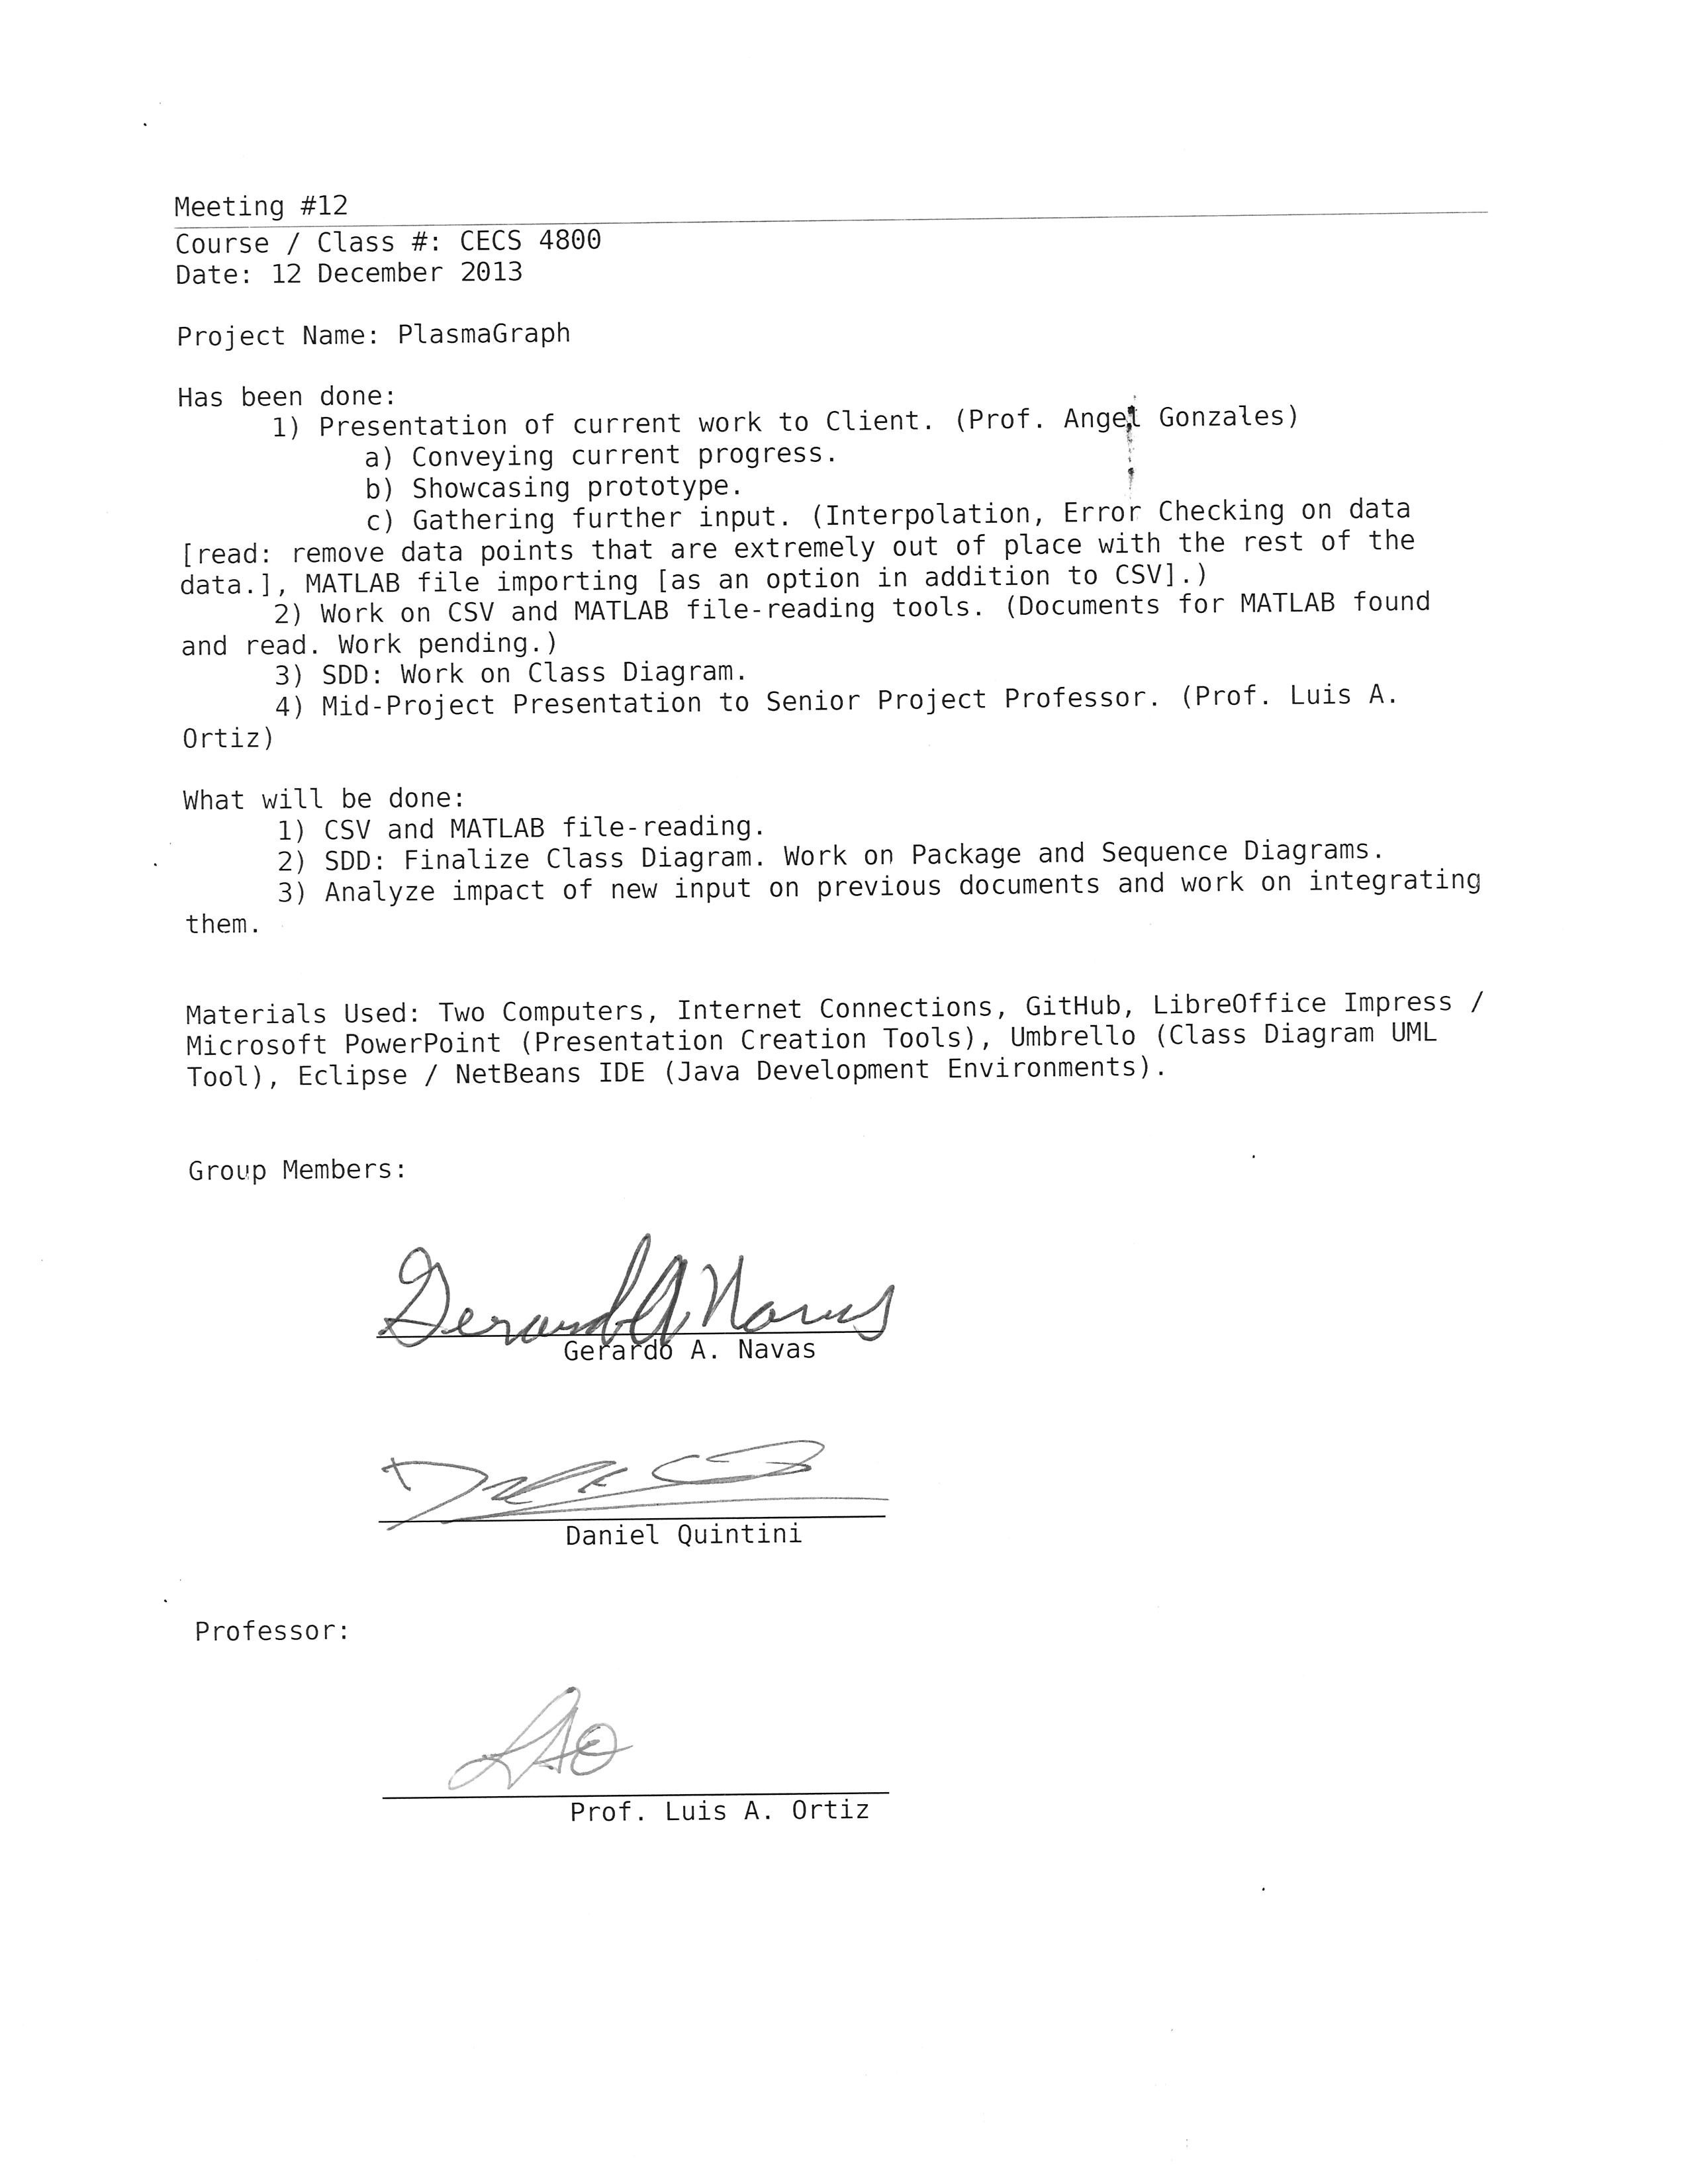 Meeting #12
Course / Class #: CECS 4800
Date: 12 December 2013
Project Name: PlasmaGraph
Has been done:
1) Presentation of current work to Client. (Prof. Angel Gonzales)
a) Conveying current progress.
b) Showcasing prototype.
c) Gathering further input. (Interpolation, Error Checking on data
[read: remove data points that are extremely out of place with the rest of the
data.], MATLAB file importing [as an option in addition to CSV].)
2) Work on CSV and MATLAB file-reading tools. (Documents for MATLAB found
and read. Work pending.)
3) SDD: Work on Class Diagram.
4) Mid-Project Presentation to Senior Project Professor. (Prof. Luis A.
Ortiz)
What will be done:
1) CSV and MATLAB file-reading.
2) SDD: Finalize Class Diagram. Work on Package and Sequence Diagrams.
3) Analyze impact of new input on previous documents and work on integrating
them.
Materials Used: Two Computers, Internet Connections, GitHub, LibreOffice Impress /
Microsoft PowerPoint (Presentation Creation Tools), Umbrello (Class Diagram UML
Tool), Eclipse / NetBeans IDE (Java Development Environments).
Group Members:
Gerardo A. Navas
Gerardo A. Navas
Daniel Quintini
Professor:
LAO
Prof. Luis A. Ortiz